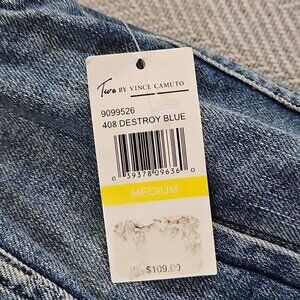 Two BY VINCE CAMUTO
9099526
408 DESTROY BLUE
0 39378 09636 0
MEDIUM
$109.00